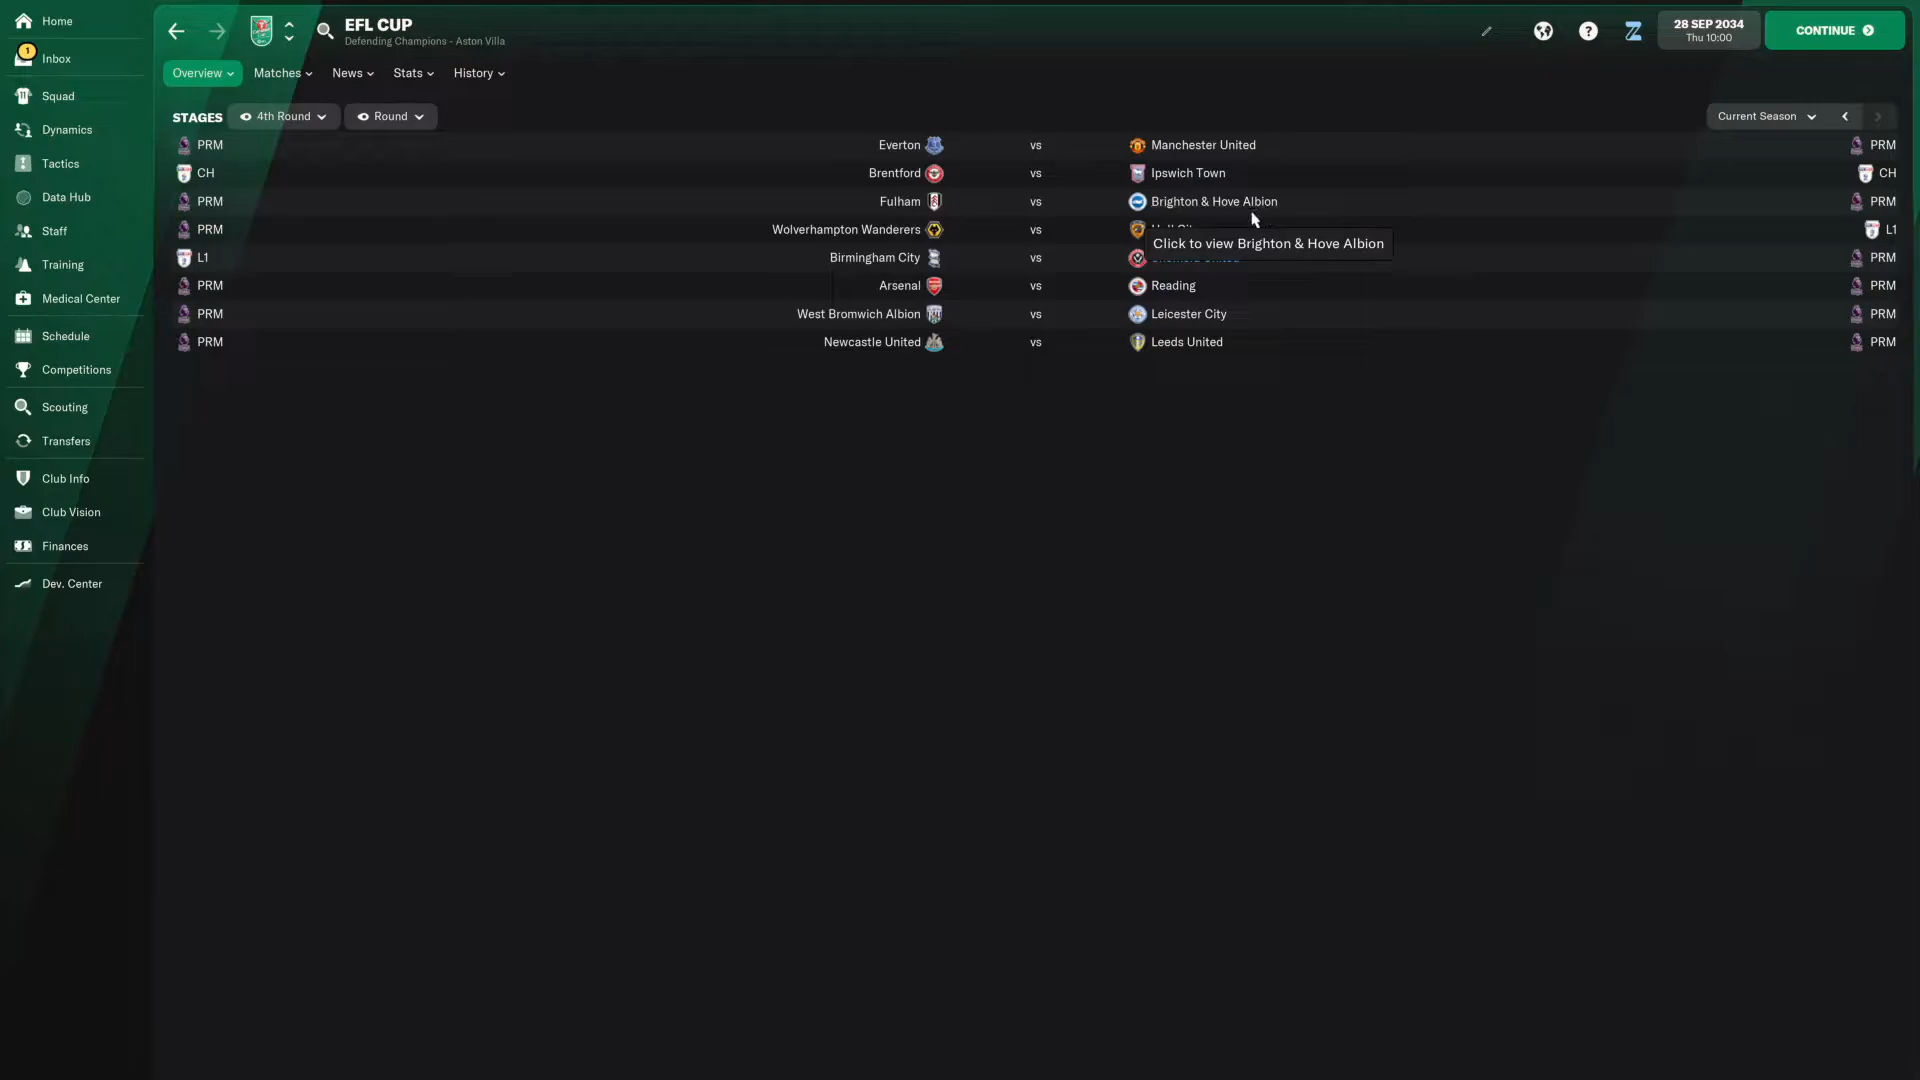 Home
1
Inbox
Squad
Dynamics
Tactics
Data Hub
Staff
Training
Medical Center
Schedule
Competitions
Scouting
Transfers
Club Info
Club Vision
Finances
Dev. Center
EFL CUP
Defending Champions - Aston Villa
28 SEP 2034
Thu 10:00
CONTINUE
Overview Matches News Stats History
STAGES 4th Round Round Current Season
PRM Everton vs Manchester United PRM
CH Brentford vs Ipswich Town CH
PRM Fulham vs Brighton & Hove Albion PRM
PRM Wolverhampton Wanderers vs L1
Click to view Brighton & Hove Albion
L1 Birmingham City vs Sheffield United PRM
PRM Arsenal vs Reading PRM
PRM West Bromwich Albion vs Leicester City PRM
PRM Newcastle United vs Leeds United PRM